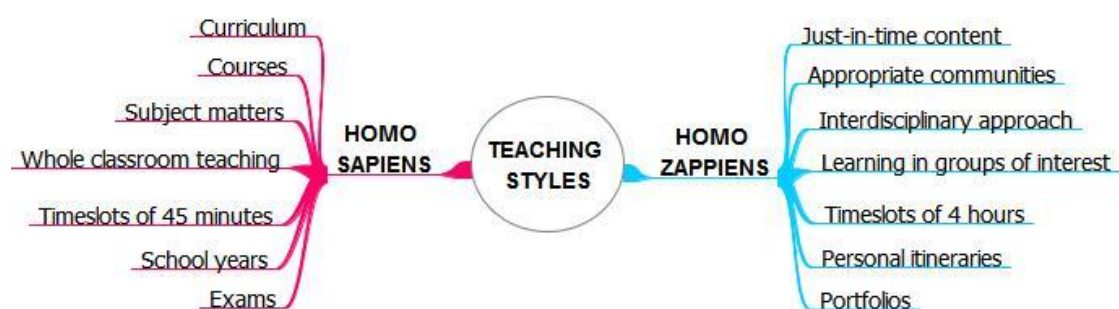 Curriculum
Courses
Subject matters
Whole classroom teaching
Timeslots of 45 minutes
School years
Exams
HOMO
SAPIENS
TEACHING
STYLES
HOMO
ZAPPIENS
Just-in-time content
Appropriate communities
Interdisciplinary approach
Learning in groups of interest
Timeslots of 4 hours
Personal itineraries
Portfolios